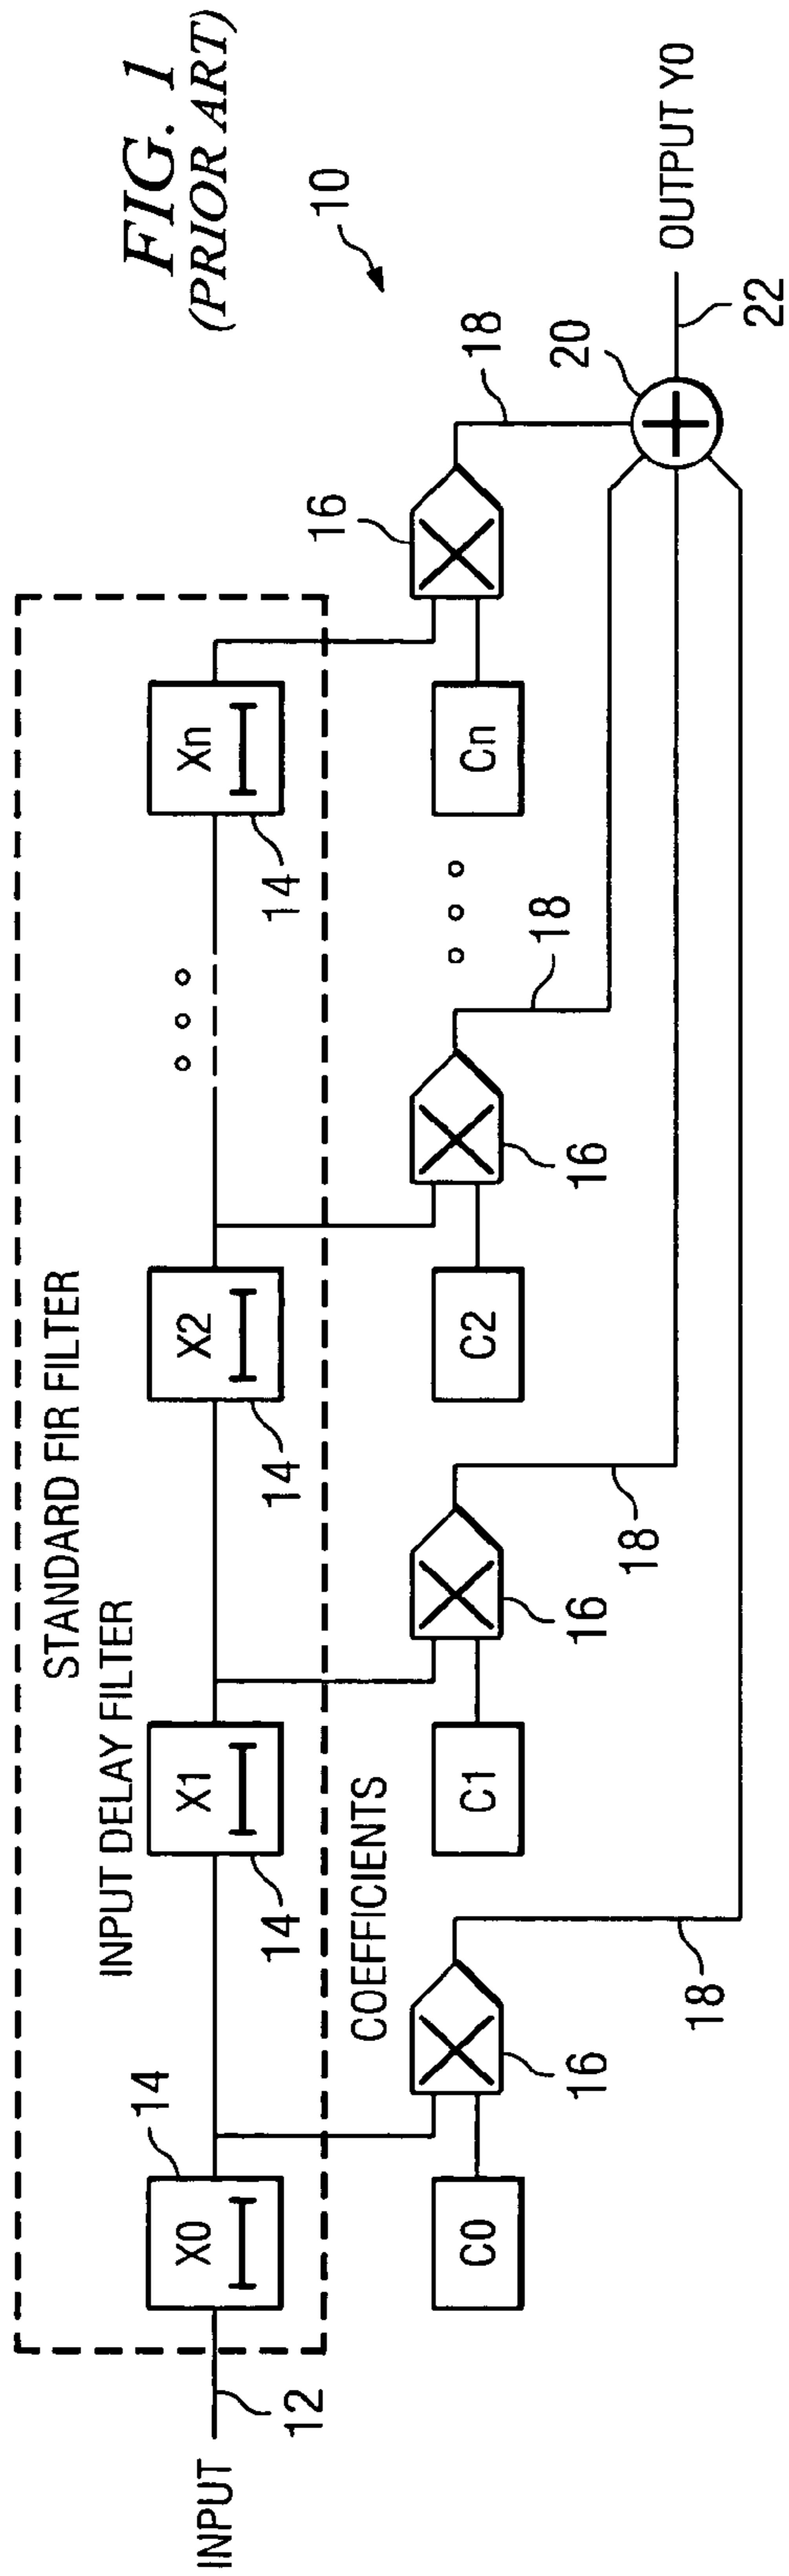 FIG. 1
(PRIOR ART)
10
STANDARD FIR FILTER
INPUT DELAY FILTER
INPUT
12
14
X0
14
X1
14
X2
14
Xn
COEFFICIENTS
C0
16
C1
16
C2
16
Cn
16
18
18
18
18
20
22
OUTPUT Y0